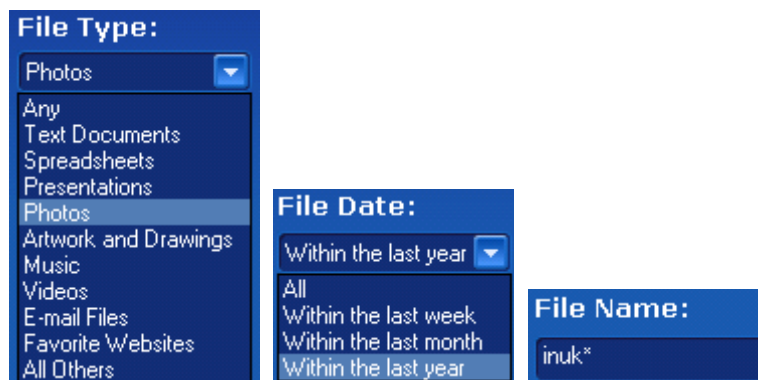 File Type:
Photos
Any
Text Documents
Spreadsheets
Presentations
Photos
Artwork and Drawings
Music
Videos
E-mail Files
Favorite Websites
All Others
File Date:
Within the last year
All
Within the last week
Within the last month
Within the last year
File Name:
inuk*